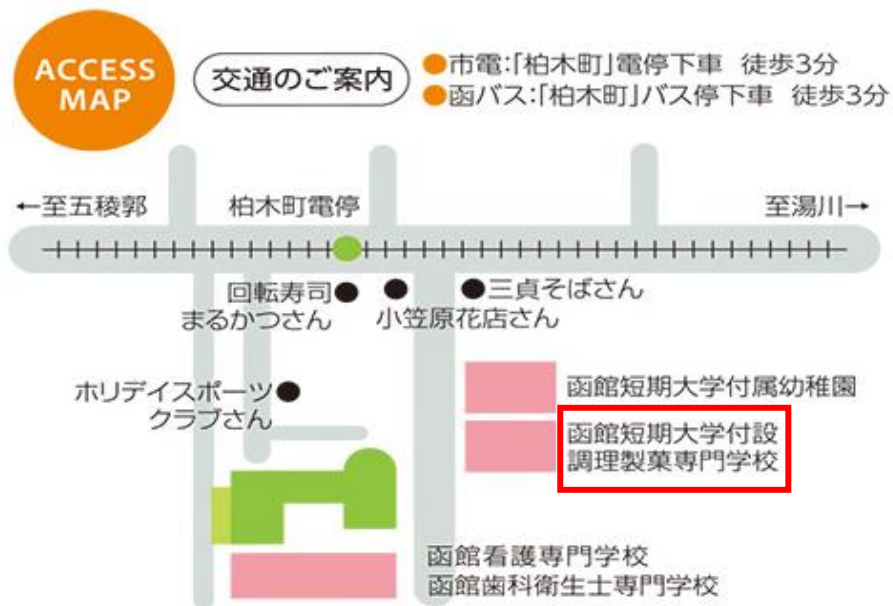 ACCESS
MAP
交通のご案内
●市電:「柏木町」電停下車 徒歩3分
●函バス:「柏木町」バス停下車 徒歩3分
←至五稜郭
柏木町電停
至湯川→
回転寿司●
まるかつさん
●
小笠原花店さん
●三貞そばさん
ホリデイスポーツ●
クラブさん
函館短期大学付属幼稚園
函館短期大学付設
調理製菓専門学校
函館看護専門学校
函館歯科衛生士専門学校